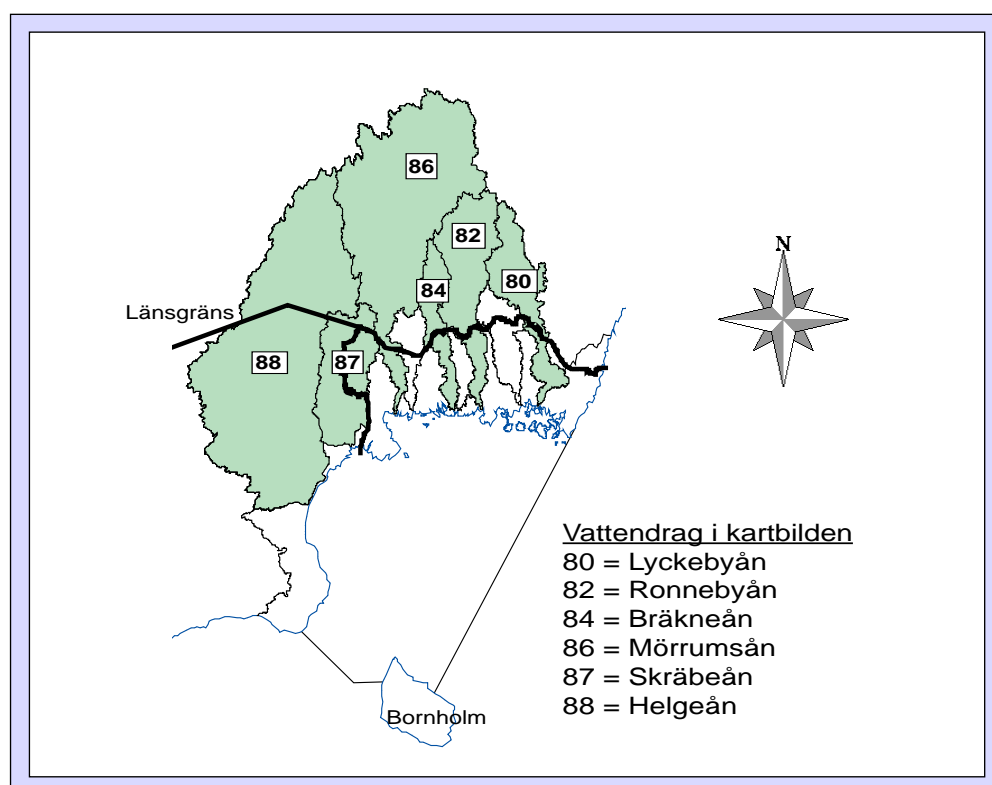 86
82
N
80
84
Länsgräns
88
87
Vattendrag i kartbilden
80 = Lyckebyån
82 = Ronnebyån
84 = Bräkneån
86 = Mörrumsån
87 = Skräbeån
88 = Helgeån
Bornholm